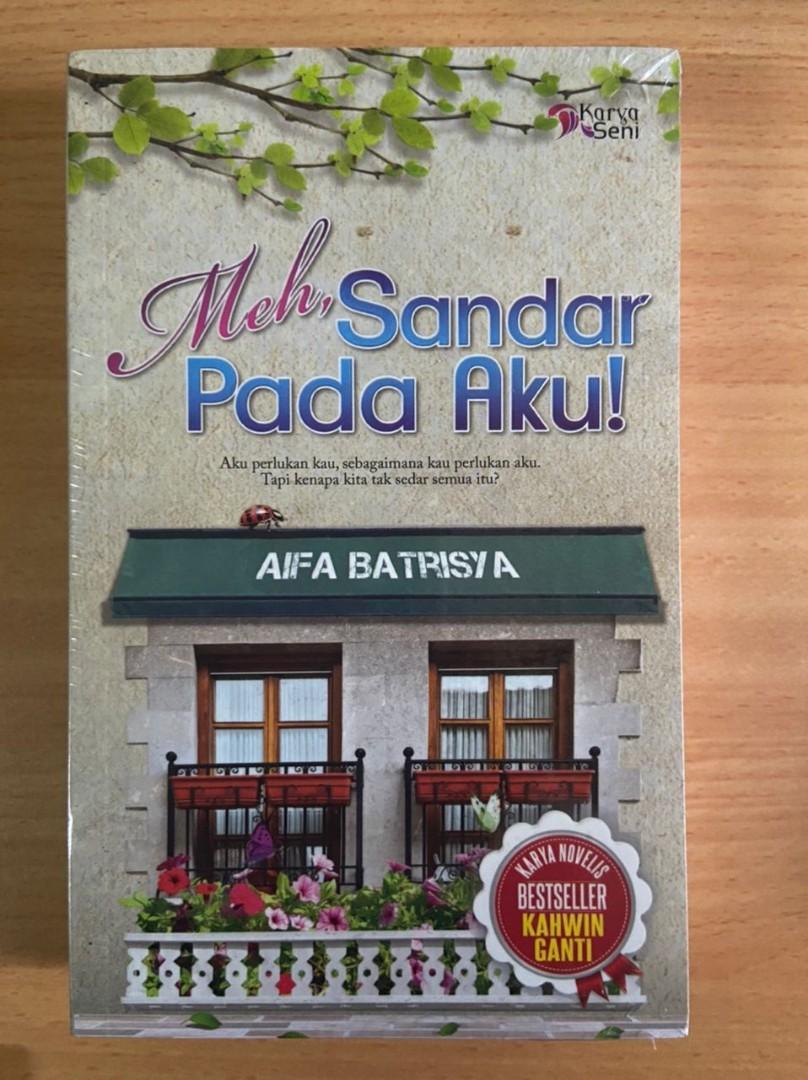 Karya
Seni
Meh, Sandar
Pada Aku!
Aku perlukan kau, sebagaimana kau perlukan aku.
Tapi kenapa kita tak sedar semua itu?
AIFA BATRISYA
KARYA NOVELIS
BESTSELLER
KAHWIN
GANTI